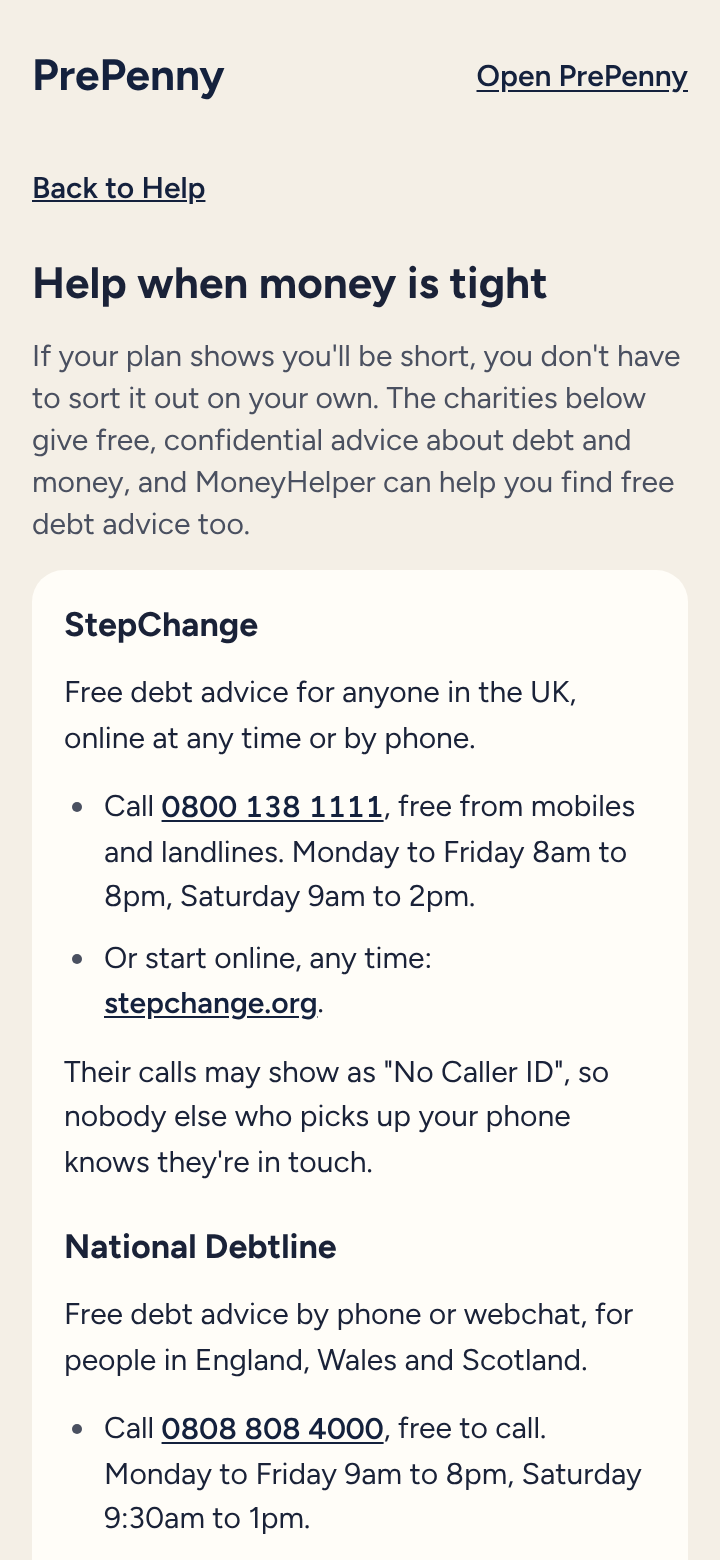 PrePenny
Open PrePenny
Back to Help
Help when money is tight
If your plan shows you'll be short, you don't have
to sort it out on your own. The charities below
give free, confidential advice about debt and
money, and MoneyHelper can help you find free
debt advice too.
StepChange
Free debt advice for anyone in the UK,
online at any time or by phone.
• Call 0800 138 1111, free from mobiles
and landlines. Monday to Friday 8am to
8pm, Saturday 9am to 2pm.
• Or start online, any time:
stepchange.org.
Their calls may show as "No Caller ID", so
nobody else who picks up your phone
knows they're in touch.
National Debtline
Free debt advice by phone or webchat, for
people in England, Wales and Scotland.
• Call 0808 808 4000, free to call.
Monday to Friday 9am to 8pm, Saturday
9:30am to 1pm.